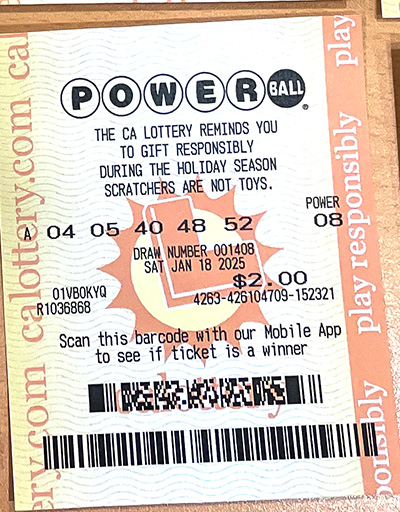 POWERBALL
THE CA LOTTERY REMINDS YOU
TO GIFT RESPONSIBLY
DURING THE HOLIDAY SEASON
SCRATCHERS ARE NOT TOYS.
POWER
A 04 05 40 48 52 08
DRAW NUMBER 001408
SAT JAN 18 2025
$2.00
01VBOKYQ
R1036868 4263-426104709-152321
Scan this barcode with our Mobile App
to see if ticket is a winner
calottery.com
play responsibly